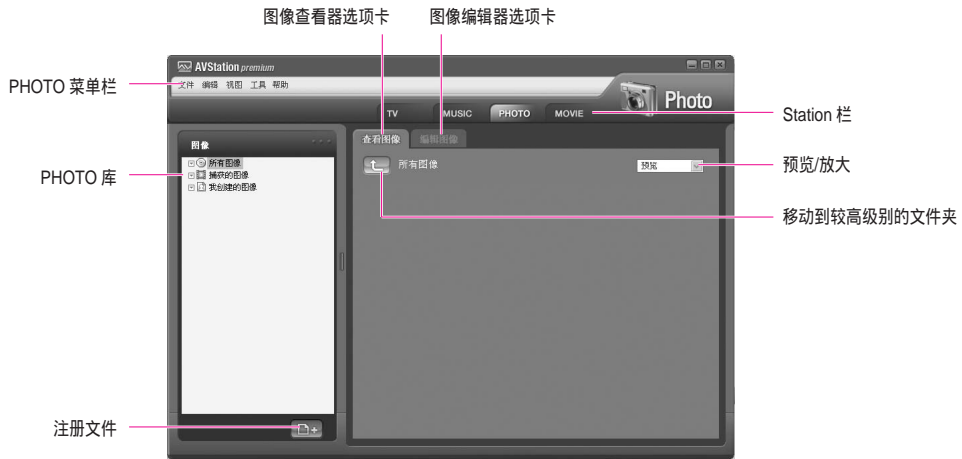 图像查看器选项卡
图像编辑器选项卡
AVStation premium
PHOTO 菜单栏
文件 编辑 视图 工具 帮助
Photo
TV MUSIC PHOTO MOVIE
Station 栏
图像
查看图像 编辑图像
所有图像
捕获的图像
我创建的图像
所有图像
预览
预览/放大
PHOTO 库
移动到较高级别的文件夹
注册文件